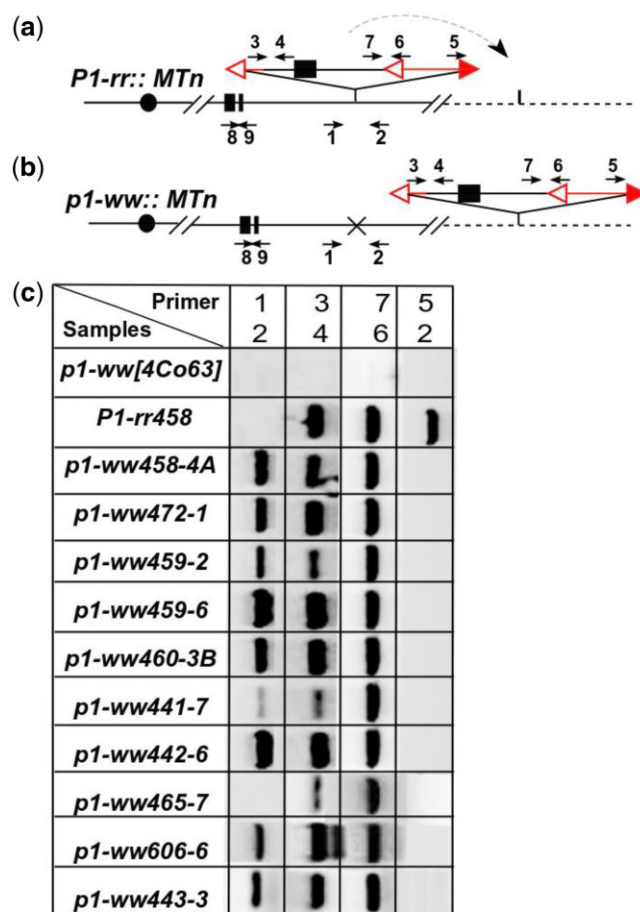 (a)
3 4 7 6 5
P1-rr:: MTn
8 9 1 2
(b)
3 4 7 6 5
p1-ww:: MTn
8 9 1 2
(c)
Primer 1 3 7 5
Samples 2 4 6 2
p1-ww[4Co63]
P1-rr458
p1-ww458-4A
p1-ww472-1
p1-ww459-2
p1-ww459-6
p1-ww460-3B
p1-ww441-7
p1-ww442-6
p1-ww465-7
p1-ww606-6
p1-ww443-3